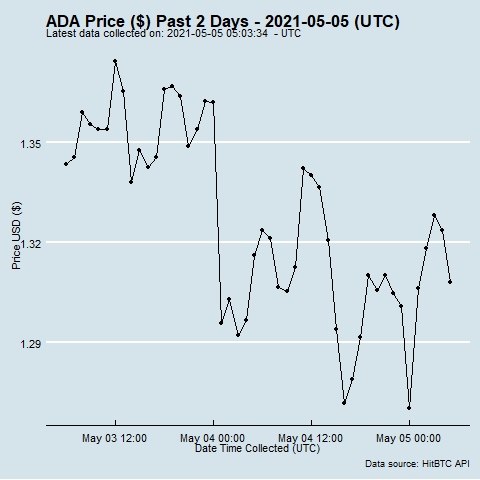 ADA Price ($) Past 2 Days - 2021-05-05 (UTC)
Latest data collected on: 2021-05-05 05:03:34 - UTC
1.35
1.32
1.29
Price USD ($)
May 03 12:00
May 04 00:00
May 04 12:00
May 05 00:00
Date Time Collected (UTC)
Data source: HitBTC API